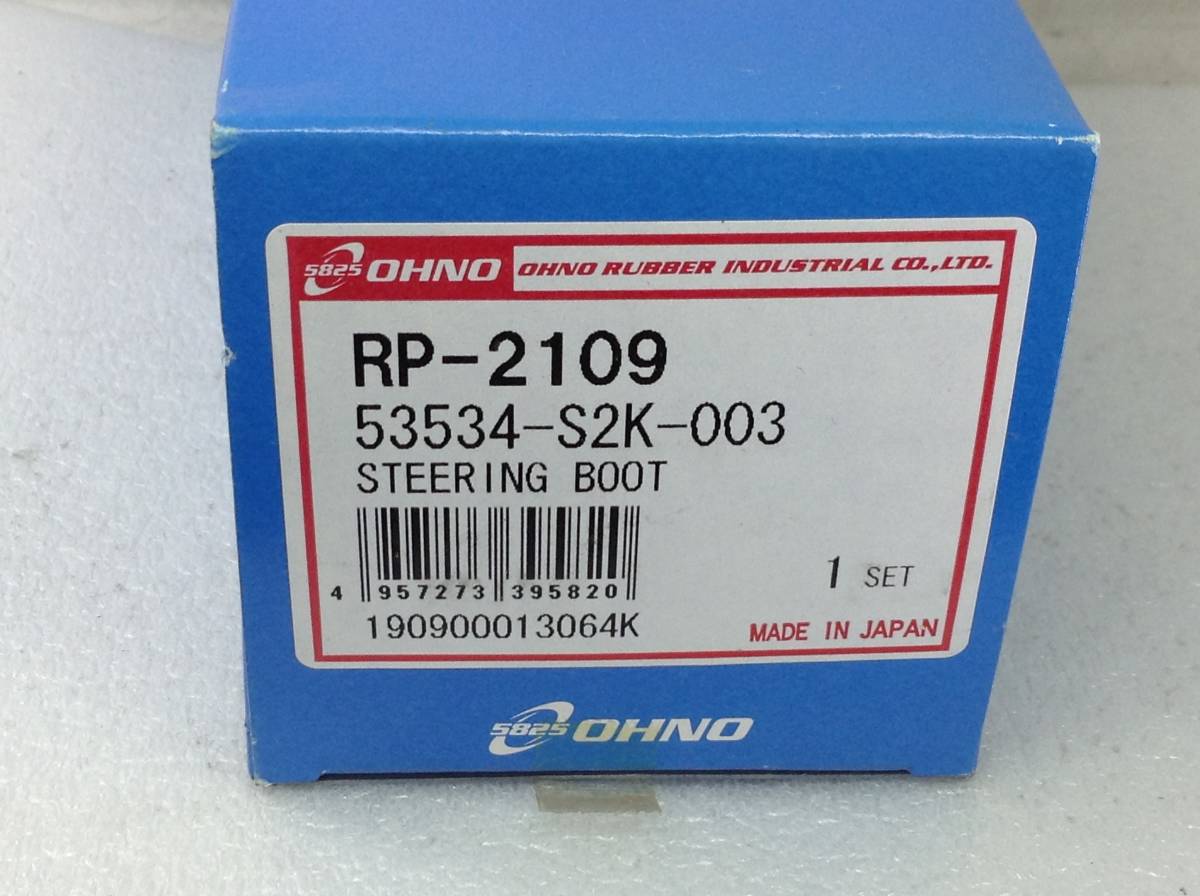 5825 OHNO OHNO RUBBER INDUSTRIAL CO.,LTD.
RP-2109
53534-S2K-003
STEERING BOOT
4 957273 395820
1 SET
190900013064K
MADE IN JAPAN
5825 OHNO